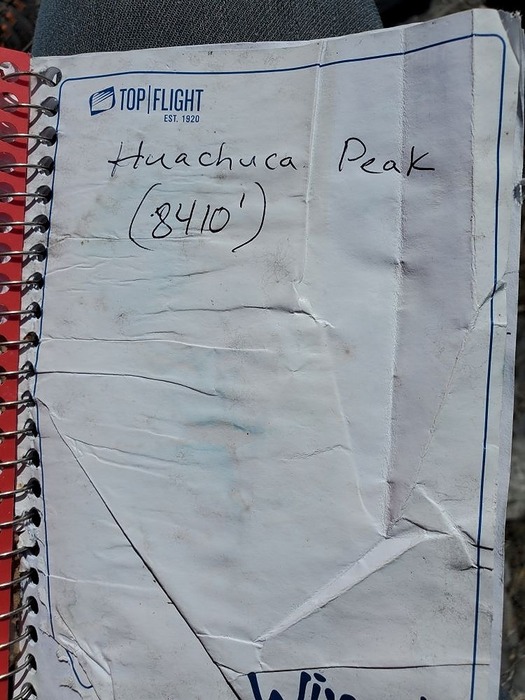 TOP|FLIGHT
EST. 1920
Huachuca Peak
(8410')